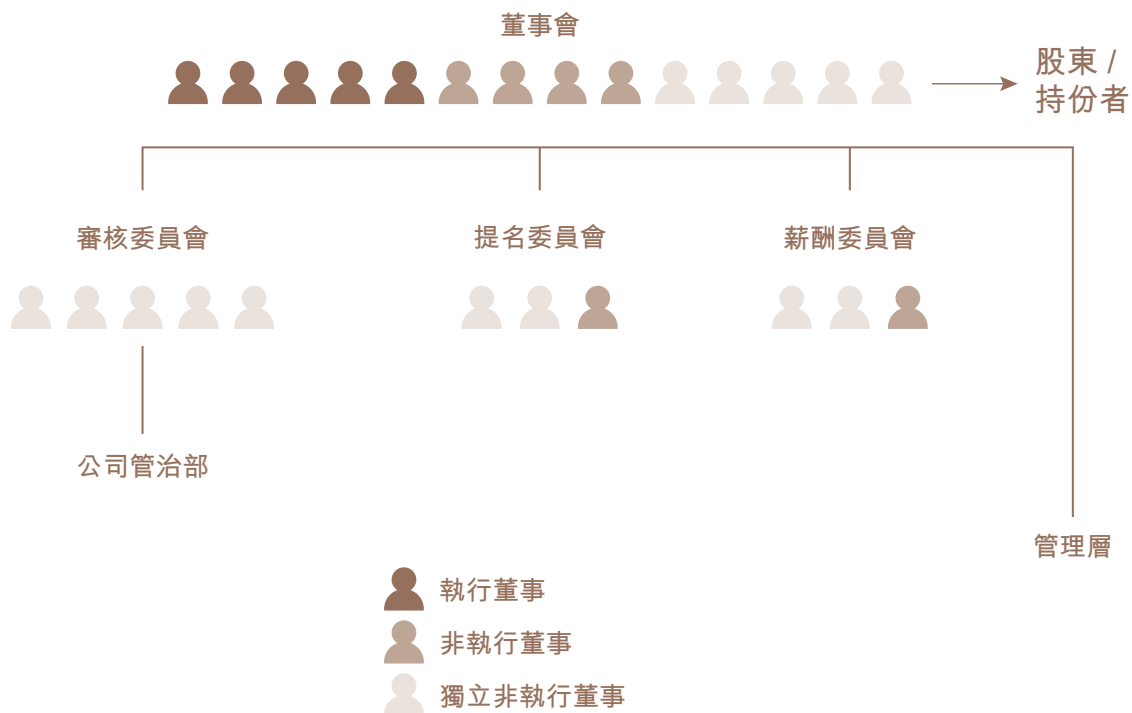 董事會
股東 /
持份者
審核委員會
提名委員會
薪酬委員會
公司管治部
管理層
執行董事
非執行董事
獨立非執行董事